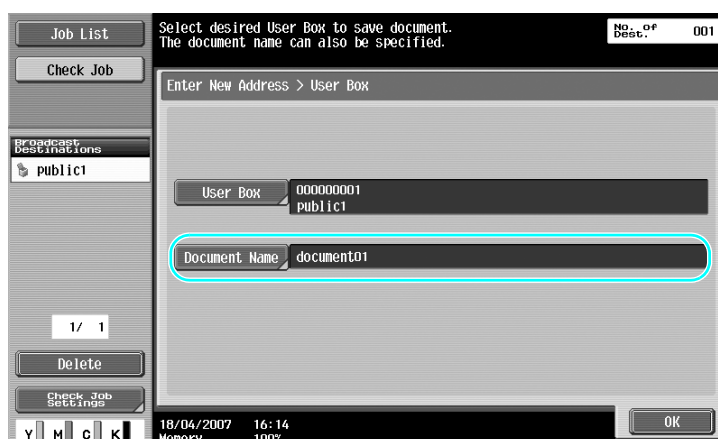 Job List
Check Job
Broadcast
Destinations
public1
1/ 1
Delete
Check Job
Settings
Y M C K
Select desired User Box to save document.
The document name can also be specified.
No. of
Dest.
001
Enter New Address > User Box
User Box
000000001
public1
Document Name
document01
18/04/2007 16:14
Memory 100%
OK